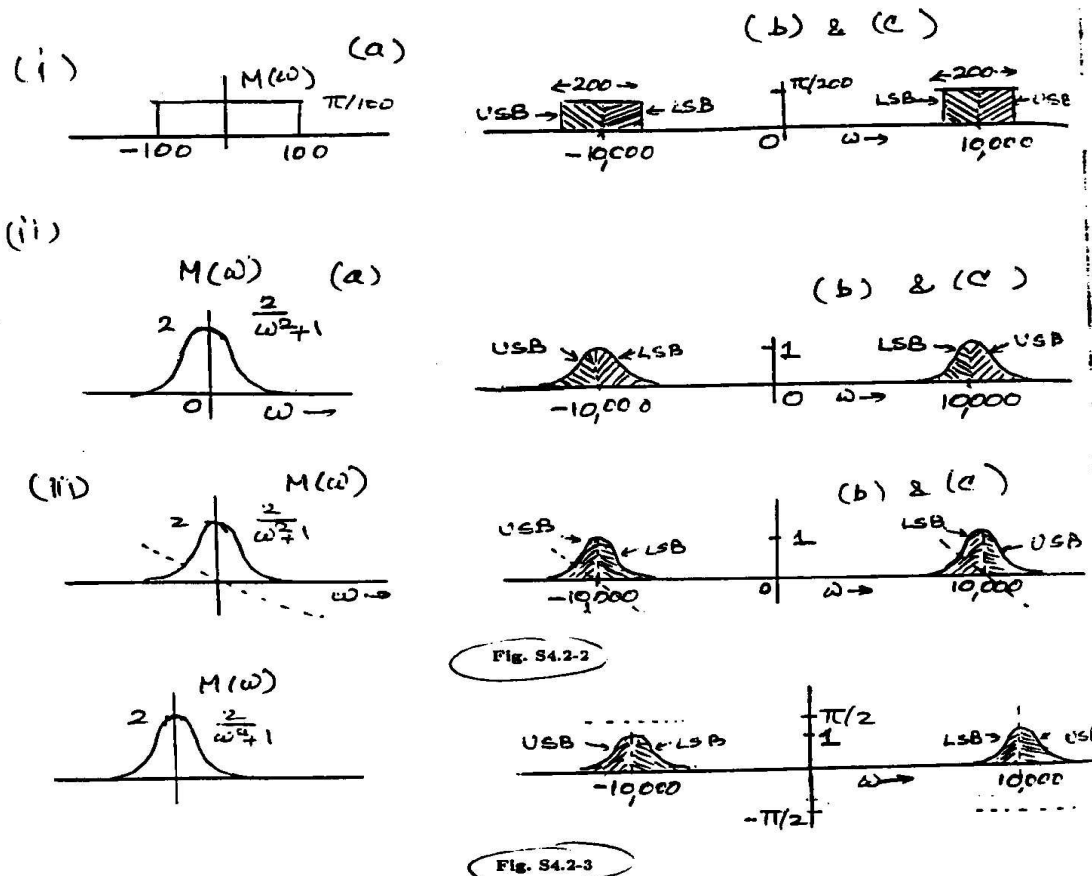 (i) (a) (b) & (C)
M(ω) π/100 ←200→ π/200 ←200→
USB→ ←LSB LSB→ ←USB
-100 100 -10,000 0 ω→ 10,000
(ii)
M(ω) (a) (b) & (C)
2 2/ω²+1 USB LSB 1 LSB USB
0 ω→ -10,000 0 ω→ 10,000
(iii) M(ω) (b) & (C)
2 2/ω²+1 USB LSB 1 LSB USB
ω→ -10,000 0 ω→ 10,000
Fig. S4.2-2
M(ω) π/2
2 USB LSB 1 LSB US
-10,000 ω→ 10,000
-π/2
Fig. S4.2-3